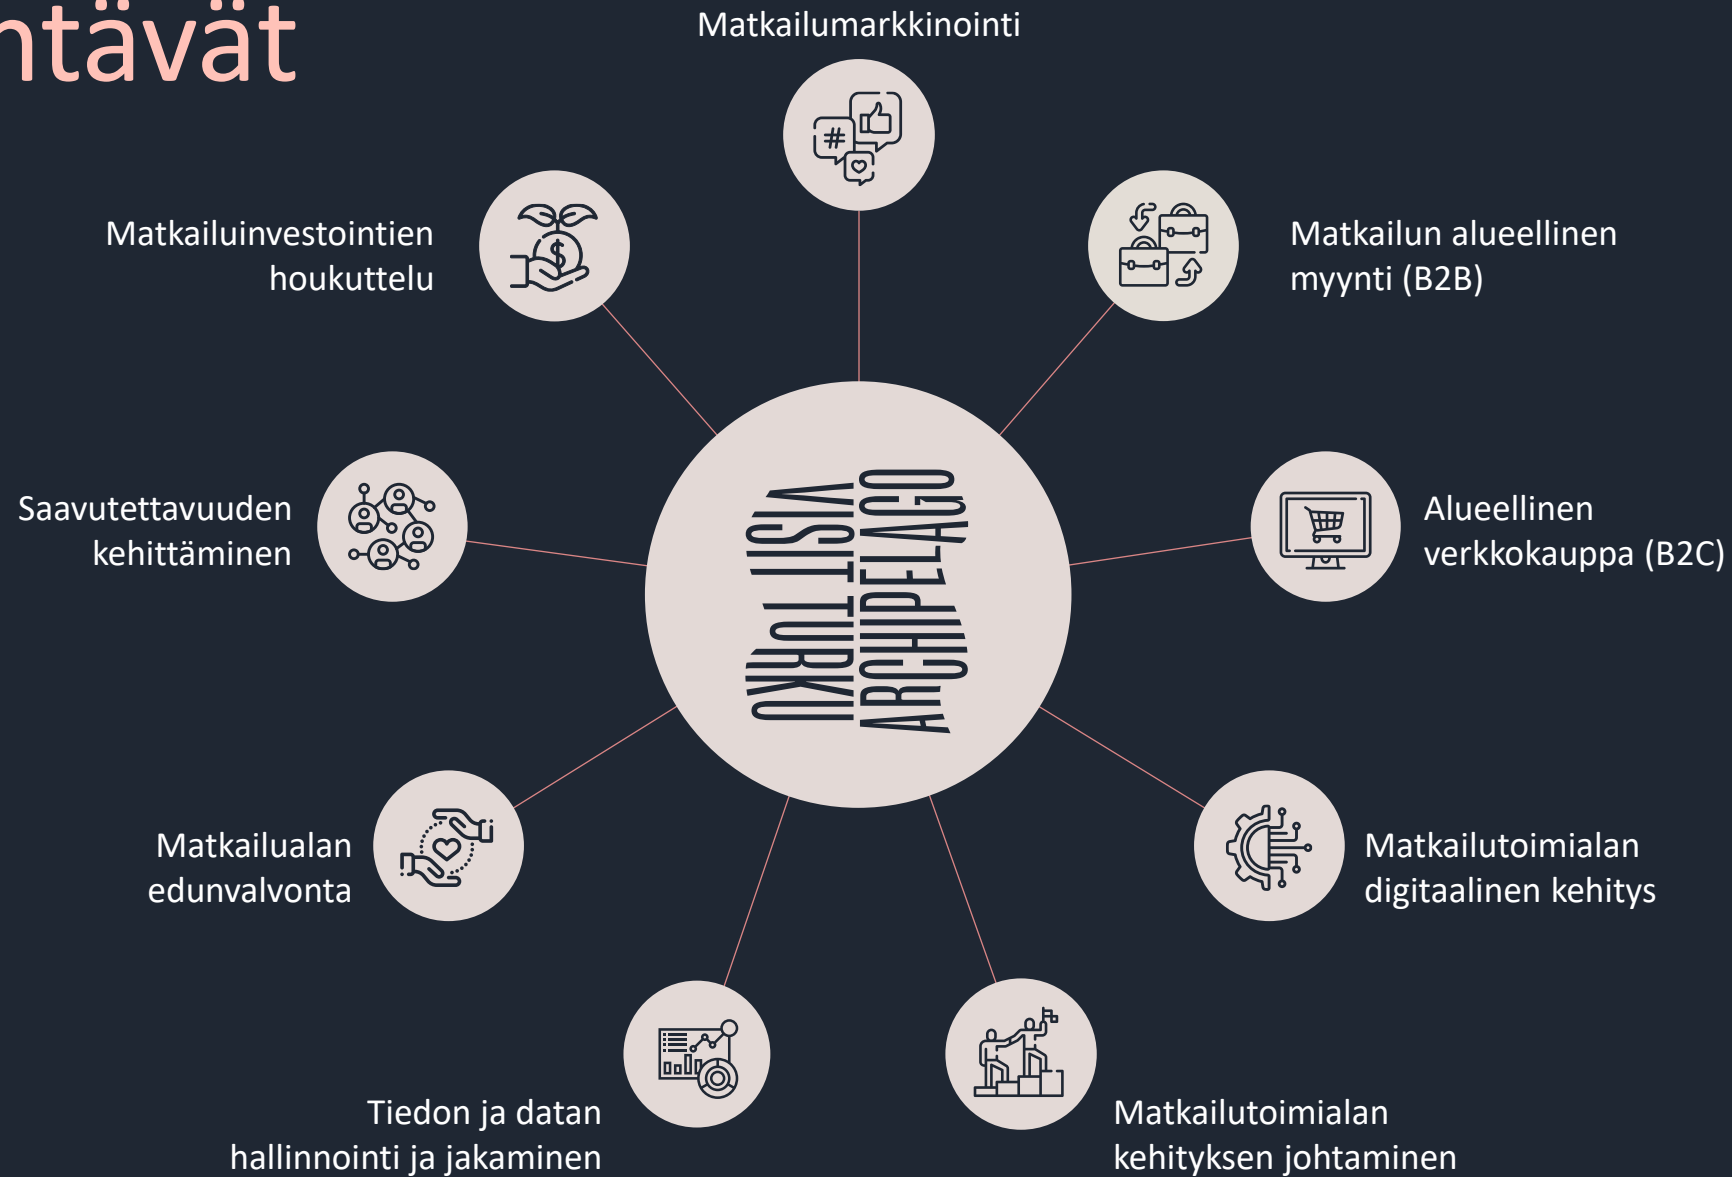 ntävät
Matkailumarkkinointi
Matkailuinvestointien
houkuttelu
Matkailun alueellinen
myynti (B2B)
Saavutettavuuden
kehittäminen
VISIT TURKU
ARCHIPELAGO
Alueellinen
verkkokauppa (B2C)
Matkailualan
edunvalvonta
Matkailutoimialan
digitaalinen kehitys
Tiedon ja datan
hallinnointi ja jakaminen
Matkailutoimialan
kehityksen johtaminen